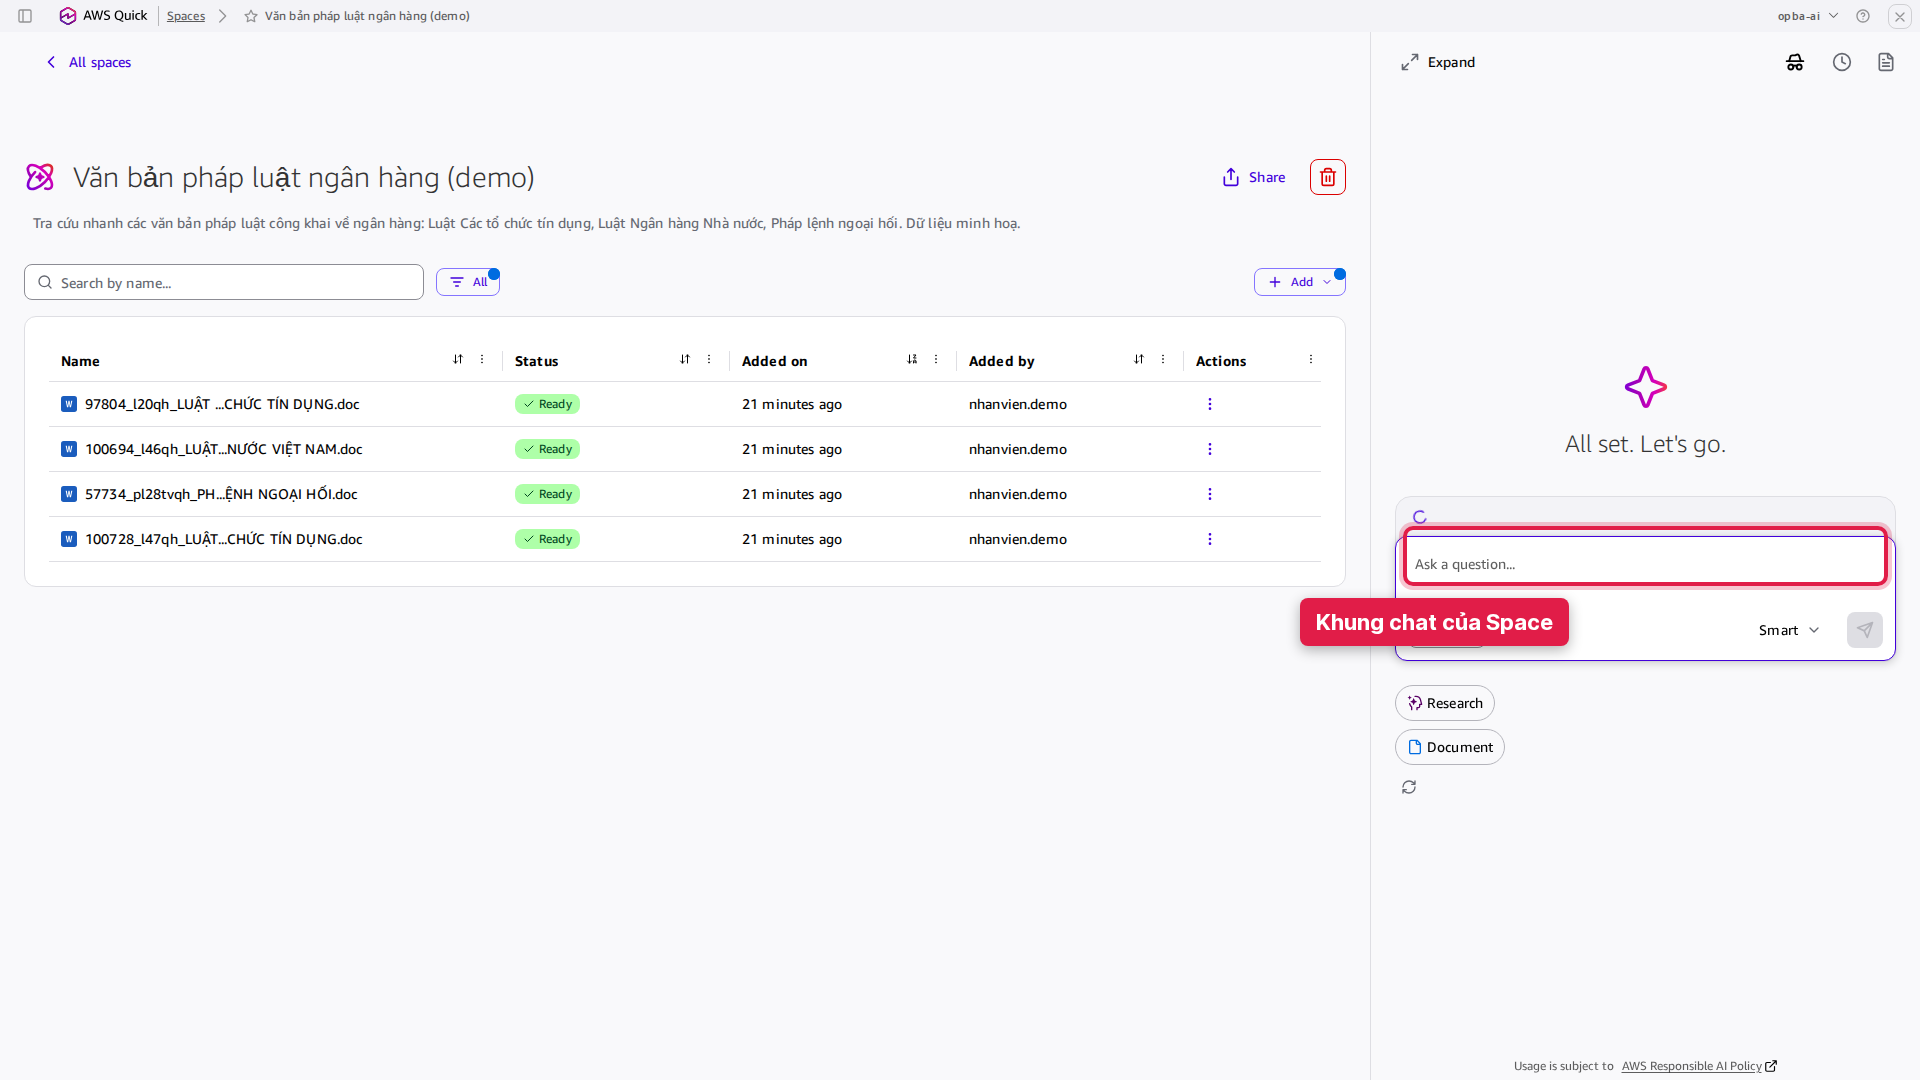 AWS Quick
Spaces
Văn bản pháp luật ngân hàng (demo)
opba-ai
All spaces
Expand
Văn bản pháp luật ngân hàng (demo)
Share
Tra cứu nhanh các văn bản pháp luật công khai về ngân hàng: Luật Các tổ chức tín dụng, Luật Ngân hàng Nhà nước, Pháp lệnh ngoại hối. Dữ liệu minh hoạ.
Search by name...
All
Add
Name Status Added on Added by Actions
97804_l20qh_LUẬT ...CHỨC TÍN DỤNG.doc Ready 21 minutes ago nhanvien.demo
100694_l46qh_LUẬT...NƯỚC VIỆT NAM.doc Ready 21 minutes ago nhanvien.demo
57734_pl28tvqh_PH...ỆNH NGOẠI HỐI.doc Ready 21 minutes ago nhanvien.demo
100728_l47qh_LUẬT...CHỨC TÍN DỤNG.doc Ready 21 minutes ago nhanvien.demo
All set. Let's go.
Ask a question...
Khung chat của Space
Smart
Research
Document
Usage is subject to AWS Responsible AI Policy